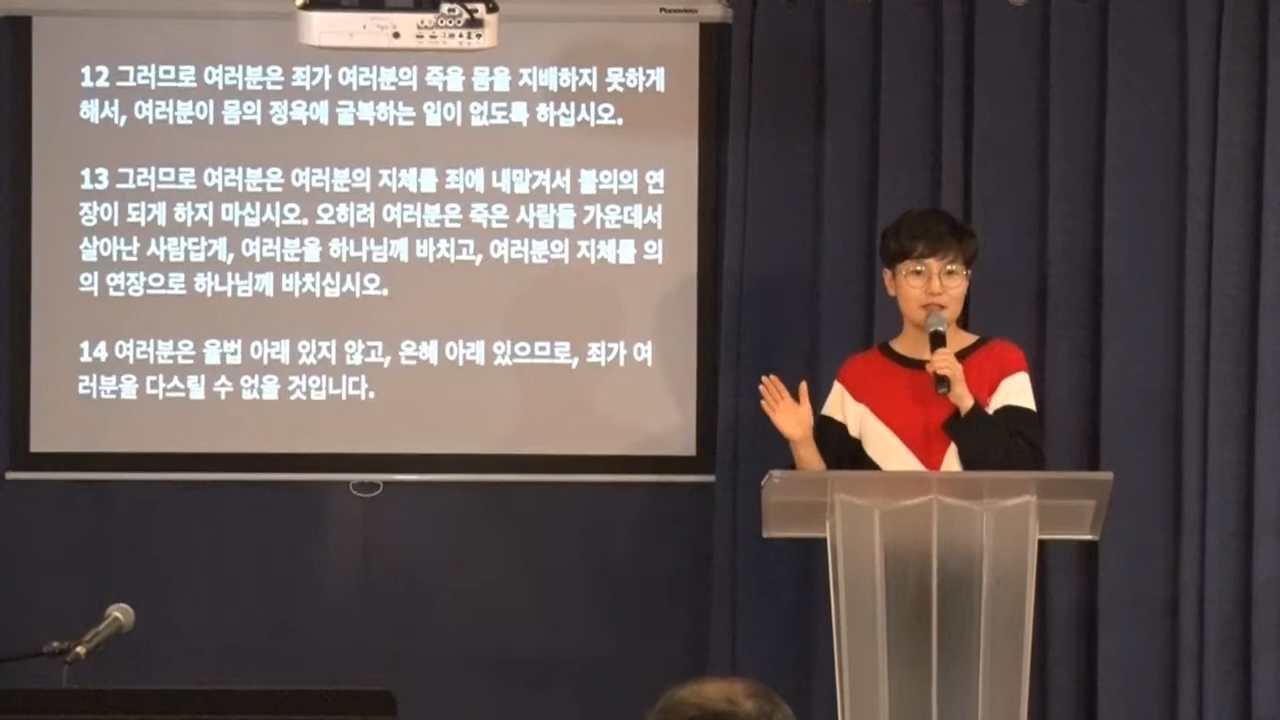 Panoview
12 그러므로 여러분은 죄가 여러분의 죽을 몸을 지배하지 못하게
해서, 여러분이 몸의 정욕에 굴복하는 일이 없도록 하십시오.
13 그러므로 여러분은 여러분의 지체를 죄에 내맡겨서 불의의 연
장이 되게 하지 마십시오. 오히려 여러분은 죽은 사람들 가운데서
살아난 사람답게, 여러분을 하나님께 바치고, 여러분의 지체를 의
의 연장으로 하나님께 바치십시오.
14 여러분은 율법 아래 있지 않고, 은혜 아래 있으므로, 죄가 여
러분을 다스릴 수 없을 것입니다.